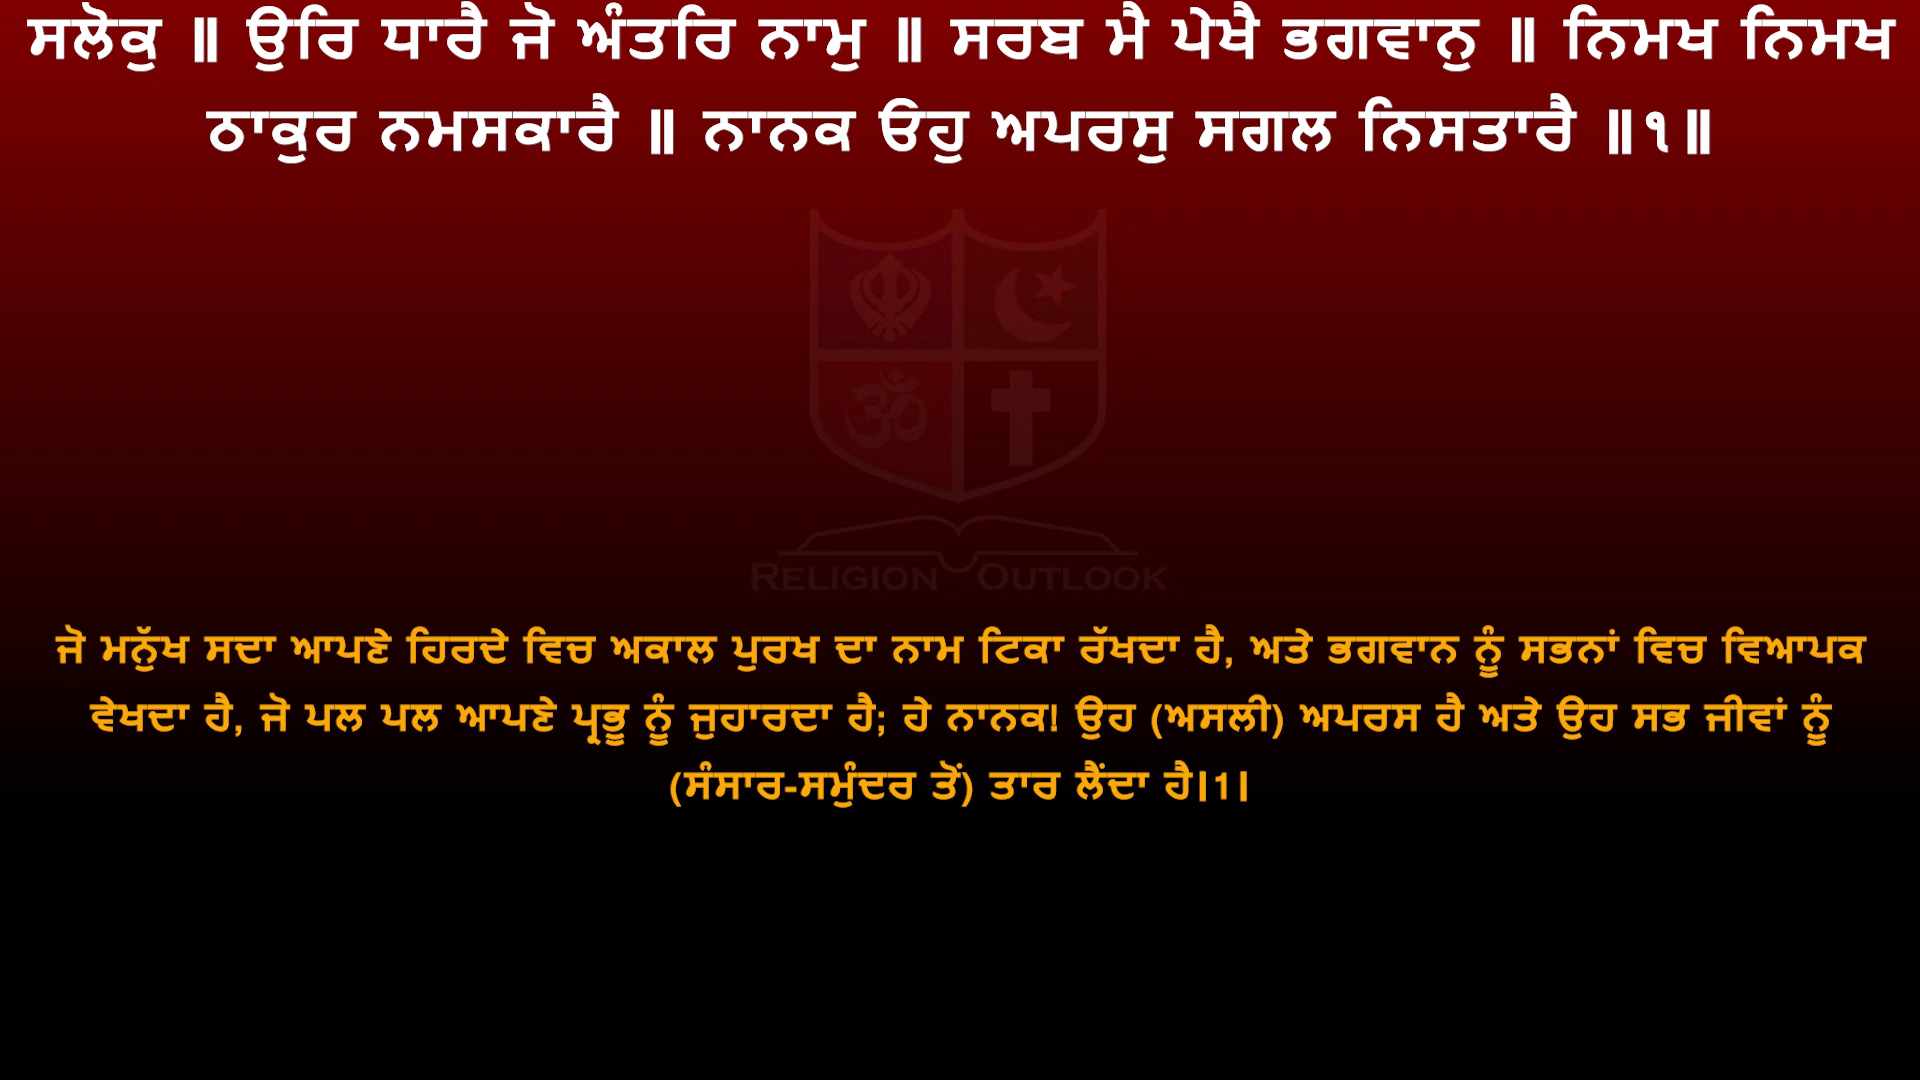 ਸਲੋਕੁ ॥ ਉਰਿ ਧਾਰੈ ਜੋ ਅੰਤਰਿ ਨਾਮੁ ॥ ਸਰਬ ਮੈ ਪੇਖੈ ਭਗਵਾਨੁ ॥ ਨਿਮਖ ਨਿਮਖ
ਠਾਕੁਰ ਨਮਸਕਾਰੈ ॥ ਨਾਨਕ ਓਹੁ ਅਪਰਸੁ ਸਗਲ ਨਿਸਤਾਰੈ ॥੧॥
RELIGION OUTLOOK
ਜੋ ਮਨੁੱਖ ਸਦਾ ਆਪਣੇ ਹਿਰਦੇ ਵਿਚ ਅਕਾਲ ਪੁਰਖ ਦਾ ਨਾਮ ਟਿਕਾ ਰੱਖਦਾ ਹੈ, ਅਤੇ ਭਗਵਾਨ ਨੂੰ ਸਭਨਾਂ ਵਿਚ ਵਿਆਪਕ
ਵੇਖਦਾ ਹੈ, ਜੋ ਪਲ ਪਲ ਆਪਣੇ ਪ੍ਰਭੂ ਨੂੰ ਜੁਹਾਰਦਾ ਹੈ; ਹੇ ਨਾਨਕ! ਉਹ (ਅਸਲੀ) ਅਪਰਸ ਹੈ ਅਤੇ ਉਹ ਸਭ ਜੀਵਾਂ ਨੂੰ
(ਸੰਸਾਰ-ਸਮੁੰਦਰ ਤੋਂ) ਤਾਰ ਲੈਂਦਾ ਹੈ।1।